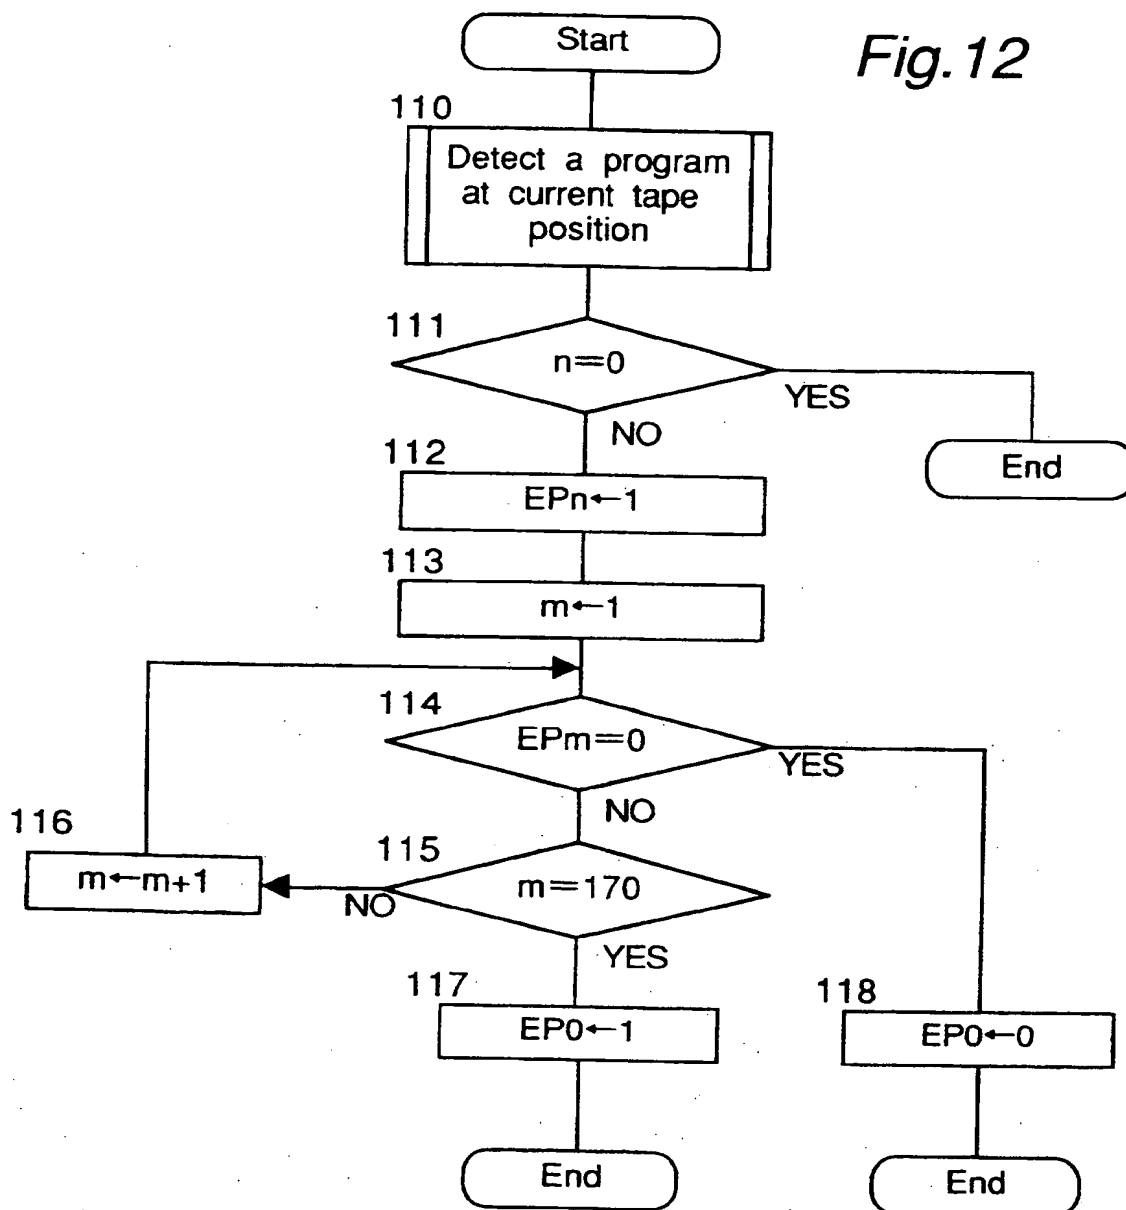 Fig.12
Start
110
Detect a program
at current tape
position
111
n=0
YES
NO
End
112
EPn←1
113
m←1
114
EPm=0
YES
NO
116
m←m+1
115
m=170
NO
YES
117
EP0←1
118
EP0←0
End
End